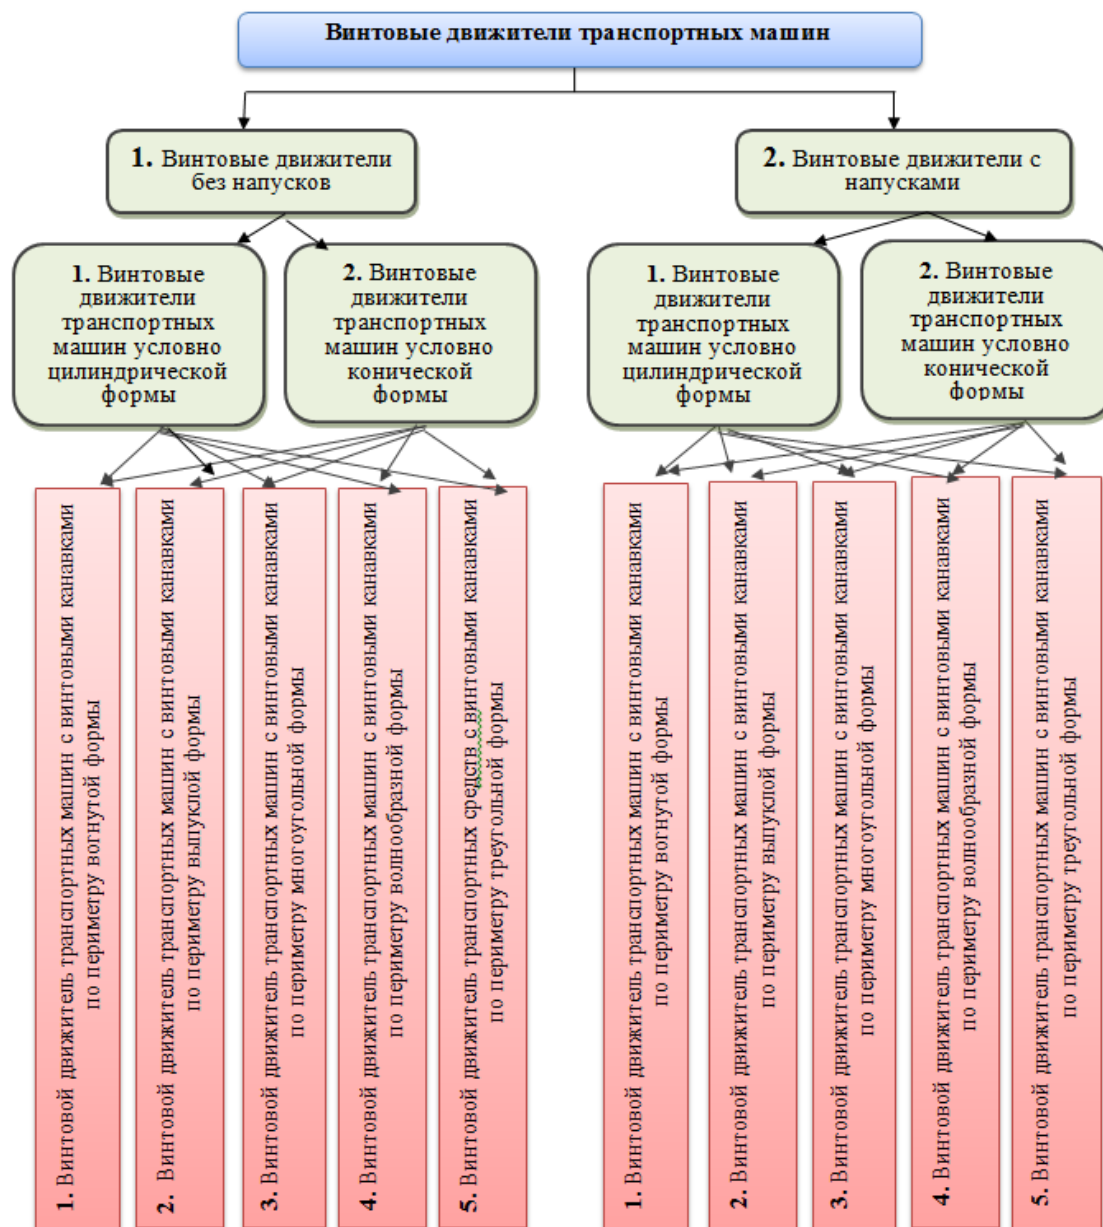 Винтовые движители транспортных машин
1. Винтовые движители
без напусков
2. Винтовые движители с
напусками
1. Винтовые
движители
транспортных
машин условно
цилиндрической
формы
2. Винтовые
движители
транспортных
машин условно
конической
формы
1. Винтовые
движители
транспортных
машин условно
цилиндрической
формы
2. Винтовые
движители
транспортных
машин условно
конической
формы
1. Винтовой движитель транспортных машин с винтовыми канавками
по периметру вогнутой формы
2. Винтовой движитель транспортных машин с винтовыми канавками
по периметру выпуклой формы
3. Винтовой движитель транспортных машин с винтовыми канавками
по периметру многоугольной формы
4. Винтовой движитель транспортных машин с винтовыми канавками
по периметру волнообразной формы
5. Винтовой движитель транспортных средств с винтовыми канавками
по периметру треугольной формы
1. Винтовой движитель транспортных машин с винтовыми канавками
по периметру вогнутой формы
2. Винтовой движитель транспортных машин с винтовыми канавками
по периметру выпуклой формы
3. Винтовой движитель транспортных машин с винтовыми канавками
по периметру многоугольной формы
4. Винтовой движитель транспортных машин с винтовыми канавками
по периметру волнообразной формы
5. Винтовой движитель транспортных машин с винтовыми канавками
по периметру треугольной формы